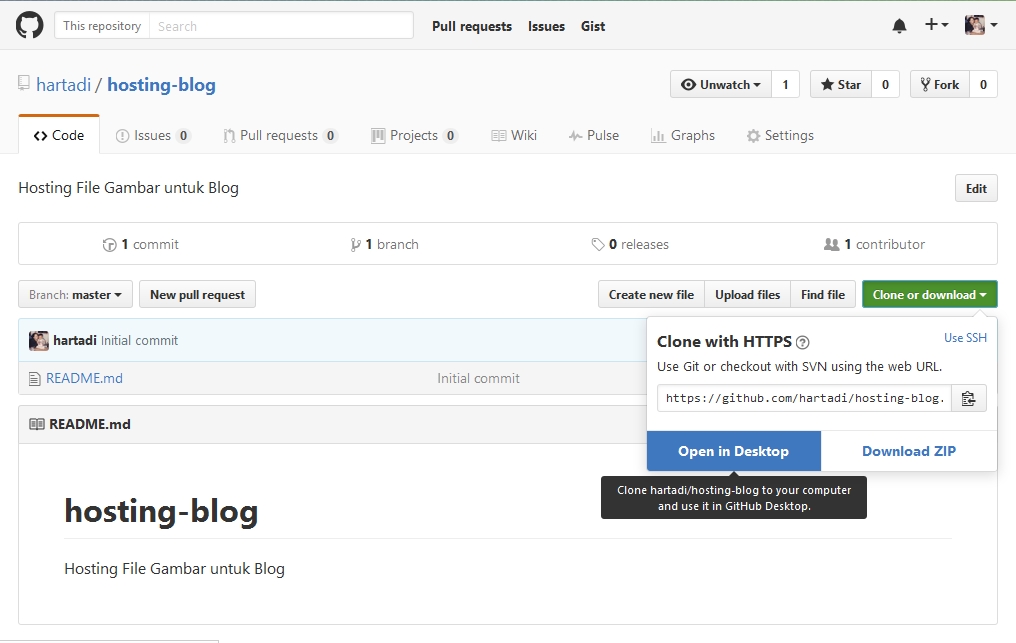 This repository Search Pull requests Issues Gist
hartadi / hosting-blog Unwatch 1 Star 0 Fork 0
Code Issues 0 Pull requests 0 Projects 0 Wiki Pulse Graphs Settings
Hosting File Gambar untuk Blog Edit
1 commit 1 branch 0 releases 1 contributor
Branch: master New pull request Create new file Upload files Find file Clone or download
hartadi Initial commit
README.md Initial commit
Clone with HTTPS Use SSH
Use Git or checkout with SVN using the web URL.
https://github.com/hartadi/hosting-blog.
Open in Desktop Download ZIP
Clone hartadi/hosting-blog to your computer
and use it in GitHub Desktop.
README.md
hosting-blog
Hosting File Gambar untuk Blog